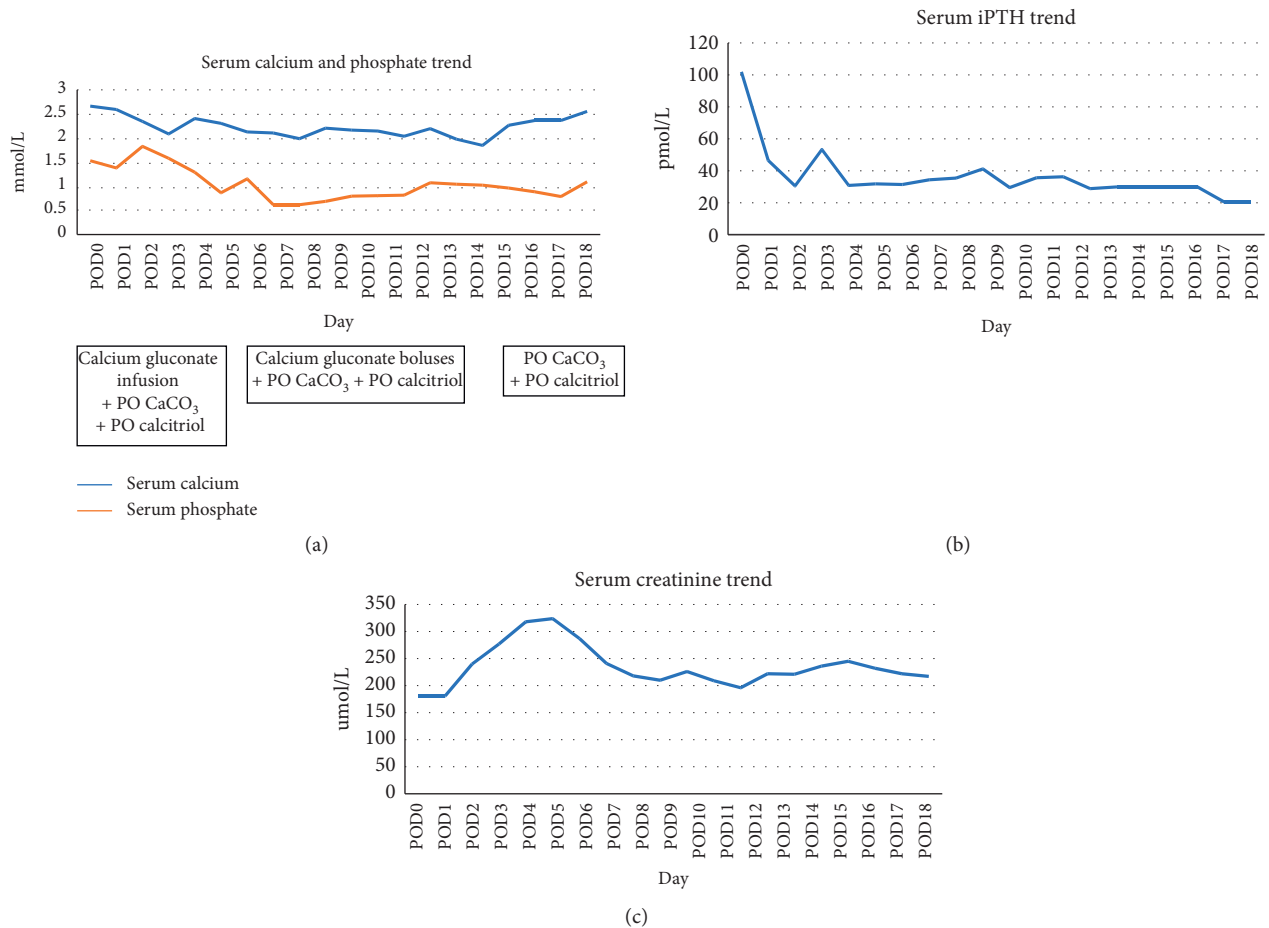 Serum calcium and phosphate trend
mmol/L
3
2.5
2
1.5
1
0.5
0
POD0
POD1
POD2
POD3
POD4
POD5
POD6
POD7
POD8
POD9
POD10
POD11
POD12
POD13
POD14
POD15
POD16
POD17
POD18
Day
Calcium gluconate
infusion
+ PO CaCO₃
+ PO calcitriol
Calcium gluconate boluses
+ PO CaCO₃ + PO calcitriol
PO CaCO₃
+ PO calcitriol
Serum calcium
Serum phosphate
(a)
Serum iPTH trend
pmol/L
120
100
80
60
40
20
0
POD0
POD1
POD2
POD3
POD4
POD5
POD6
POD7
POD8
POD9
POD10
POD11
POD12
POD13
POD14
POD15
POD16
POD17
POD18
Day
(b)
Serum creatinine trend
umol/L
350
300
250
200
150
100
50
0
POD0
POD1
POD2
POD3
POD4
POD5
POD6
POD7
POD8
POD9
POD10
POD11
POD12
POD13
POD14
POD15
POD16
POD17
POD18
Day
(c)